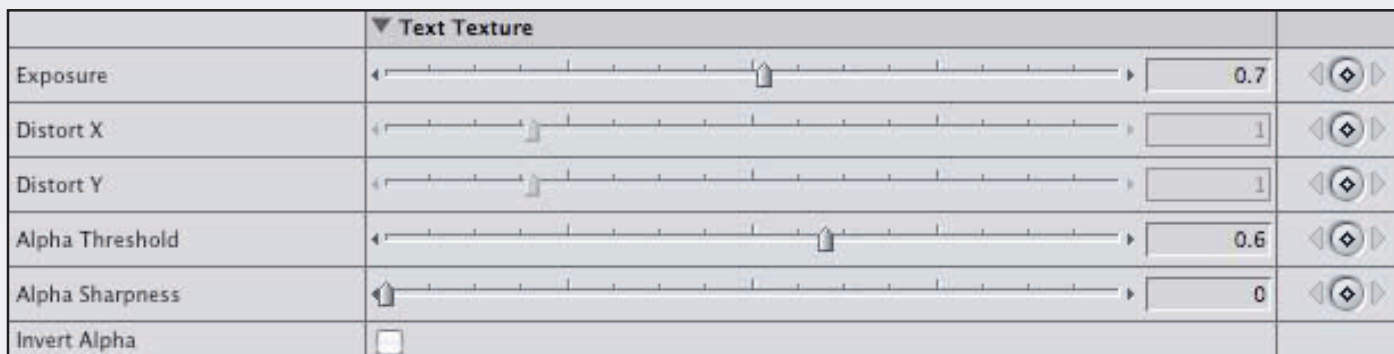 Text Texture
Exposure 0.7
Distort X 1
Distort Y 1
Alpha Threshold 0.6
Alpha Sharpness 0
Invert Alpha